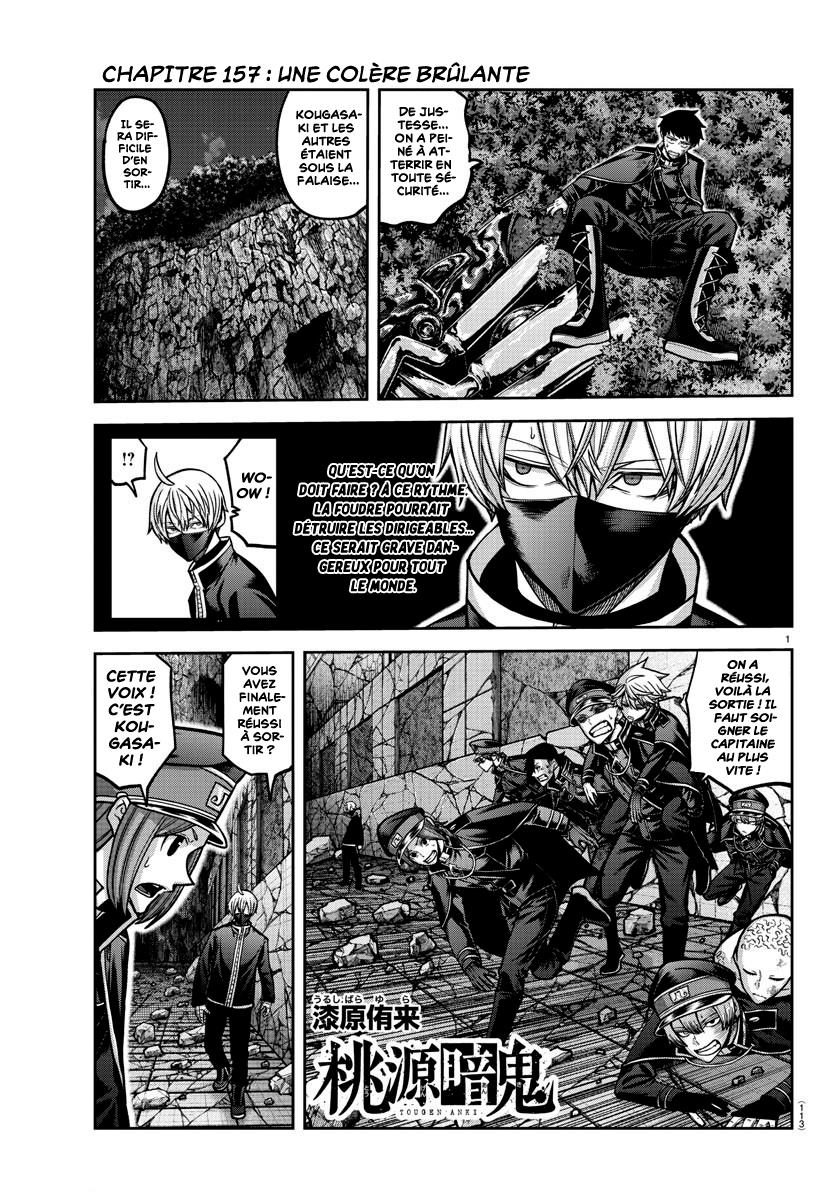 CHAPITRE 157 : UNE COLÈRE BRÛLANTE
DE JUS-
TESSE...
ON A PEI-
NÉ À AT-
TERRIR EN
TOUTE SÉ-
CURITÉ...
KOUGASA-
KI ET LES
AUTRES
ÉTAIENT
SOUS LA
FALAISE...
IL SE-
RA DIF-
FICILE
D'EN
SOR-
TIR...
QU'EST-CE QU'ON
DOIT FAIRE ? À CE RYTHME,
LA FOUDRE POURRAIT
DÉTRUIRE LES DIRIGEABLES...
CE SERAIT GRAVE DAN-
GEREUX POUR TOUT
LE MONDE.
WO-
OW !
!?
1
ON A
RÉUSSI,
VOILÀ LA
SORTIE ! IL
FAUT SOI-
GNER LE
CAPITAINE
AU PLUS
VITE !
VOUS
AVEZ
FINALE-
MENT
RÉUSSI
À SOR-
TIR ?
CETTE
VOIX !
C'EST
KOU-
GASA-
KI !
うるしばら ゆら
漆原侑来
桃源暗鬼
TOUGEN ANKI
(113)